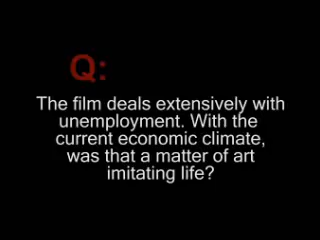 Q:
The film deals extensively with
unemployment. With the
current economic climate,
was that a matter of art
imitating life?